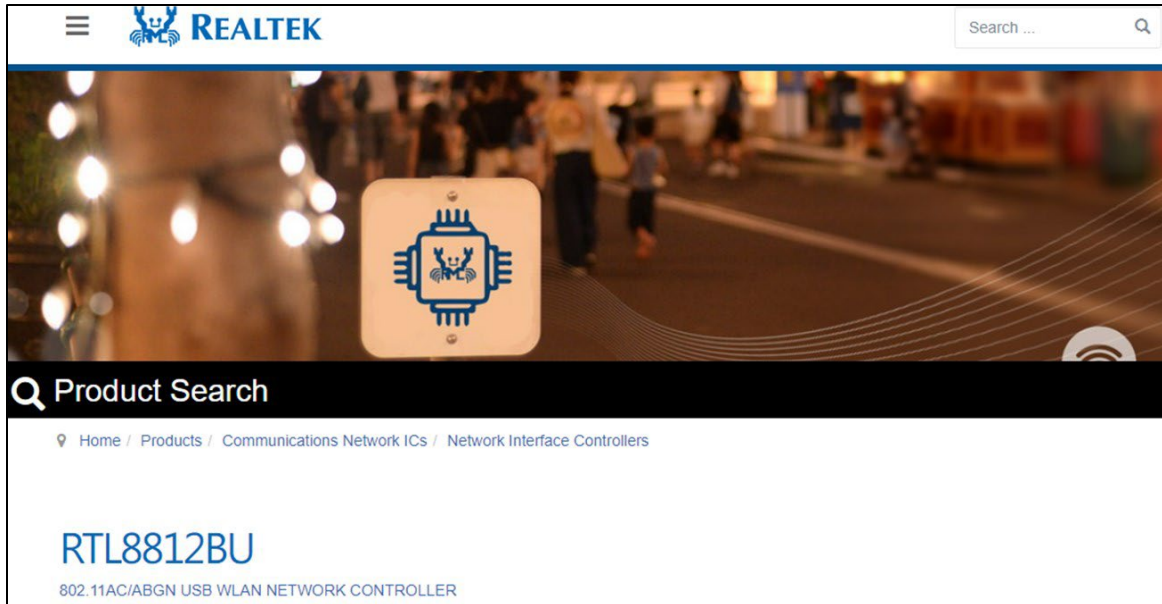 REALTEK
Search ...
Product Search
Home / Products / Communications Network ICs / Network Interface Controllers
RTL8812BU
802.11AC/ABGN USB WLAN NETWORK CONTROLLER